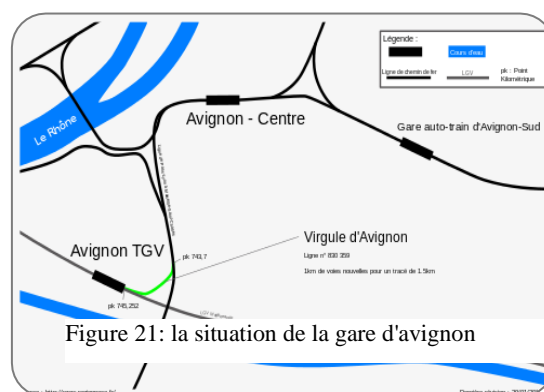 Légende :
Cours d'eau
Ligne de chemin de fer
LGV
pk : Point
Kilométrique
Le Rhône
Avignon - Centre
Gare auto-train d'Avignon-Sud
Avignon TGV
pk 743,7
Virgule d'Avignon
Ligne n° 830 359
1km de voies nouvelles pour un tracé de 1.5km
pk 745,252
Figure 21: la situation de la gare d'avignon